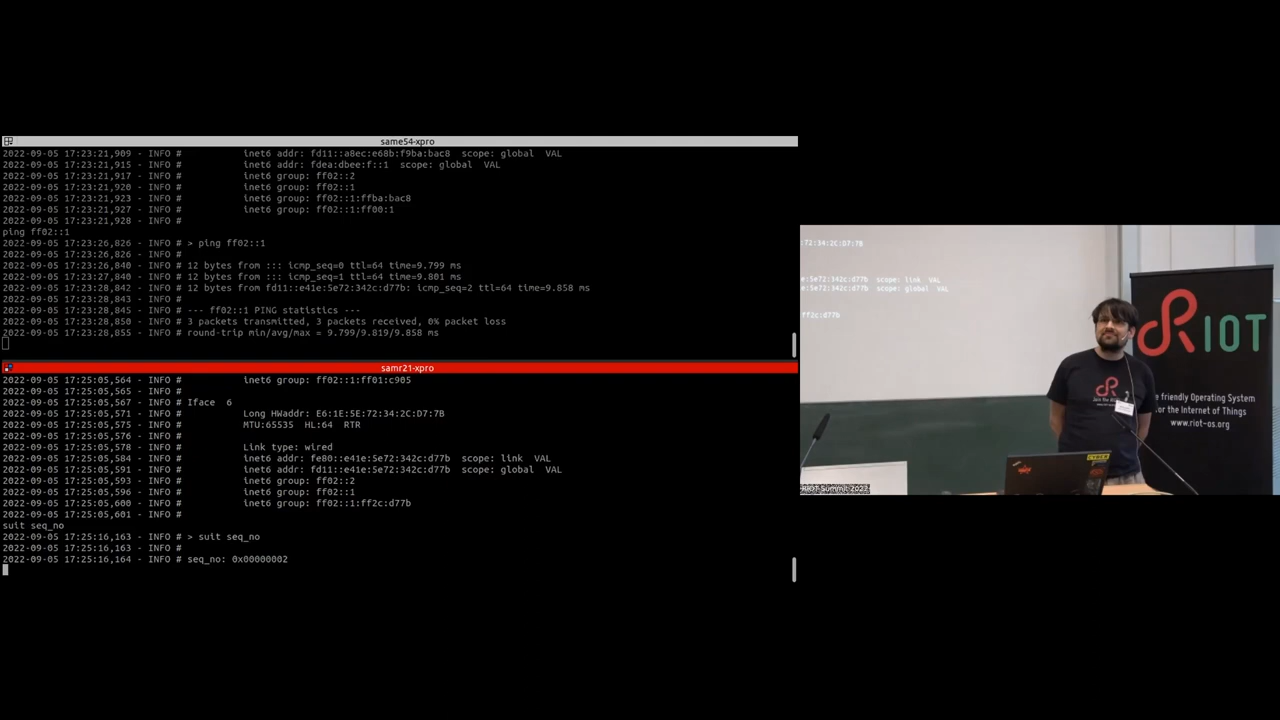 same54-xpro
2022-09-05 17:23:21,909 - INFO # inet6 addr: fd11::a8ec:e68b:f9ba:bac8 scope: global VAL
2022-09-05 17:23:21,915 - INFO # inet6 addr: fdea:dbee:f::1 scope: global VAL
2022-09-05 17:23:21,917 - INFO # inet6 group: ff02::2
2022-09-05 17:23:21,920 - INFO # inet6 group: ff02::1
2022-09-05 17:23:21,923 - INFO # inet6 group: ff02::1:ffba:bac8
2022-09-05 17:23:21,927 - INFO # inet6 group: ff02::1:ff00:1
2022-09-05 17:23:21,928 - INFO #
ping ff02::1
2022-09-05 17:23:26,826 - INFO # > ping ff02::1
2022-09-05 17:23:26,826 - INFO #
2022-09-05 17:23:26,840 - INFO # 12 bytes from ::: icmp_seq=0 ttl=64 time=9.799 ms
2022-09-05 17:23:27,840 - INFO # 12 bytes from ::: icmp_seq=1 ttl=64 time=9.801 ms
2022-09-05 17:23:28,842 - INFO # 12 bytes from fd11::e41e:5e72:342c:d77b: icmp_seq=2 ttl=64 time=9.858 ms
2022-09-05 17:23:28,843 - INFO #
2022-09-05 17:23:28,846 - INFO # --- ff02::1 PING statistics ---
2022-09-05 17:23:28,850 - INFO # 3 packets transmitted, 3 packets received, 0% packet loss
2022-09-05 17:23:28,855 - INFO # round-trip min/avg/max = 9.799/9.819/9.858 ms
samr21-xpro
2022-09-05 17:25:05,564 - INFO # inet6 group: ff02::1:ff01:c905
2022-09-05 17:25:05,565 - INFO #
2022-09-05 17:25:05,567 - INFO # Iface 6
2022-09-05 17:25:05,571 - INFO # Long HWaddr: E6:1E:5E:72:34:2C:D7:7B
2022-09-05 17:25:05,575 - INFO # MTU:65535 HL:64 RTR
2022-09-05 17:25:05,576 - INFO #
2022-09-05 17:25:05,578 - INFO # Link type: wired
2022-09-05 17:25:05,584 - INFO # inet6 addr: fe80::e41e:5e72:342c:d77b scope: link VAL
2022-09-05 17:25:05,591 - INFO # inet6 addr: fd11::e41e:5e72:342c:d77b scope: global VAL
2022-09-05 17:25:05,593 - INFO # inet6 group: ff02::2
2022-09-05 17:25:05,596 - INFO # inet6 group: ff02::1
2022-09-05 17:25:05,600 - INFO # inet6 group: ff02::1:ff2c:d77b
2022-09-05 17:25:05,601 - INFO #
suit seq_no
2022-09-05 17:25:16,163 - INFO # > suit seq_no
2022-09-05 17:25:16,163 - INFO #
2022-09-05 17:25:16,164 - INFO # seq_no: 0x00000002
:72:34:2C:D7:7B
e:5e72:342c:d77b scope: link VAL
e:5e72:342c:d77b scope: global VAL
ff2c:d77b
RIOT
friendly Operating System
for the Internet of Things
www.riot-os.org
RIOT Summit 2022